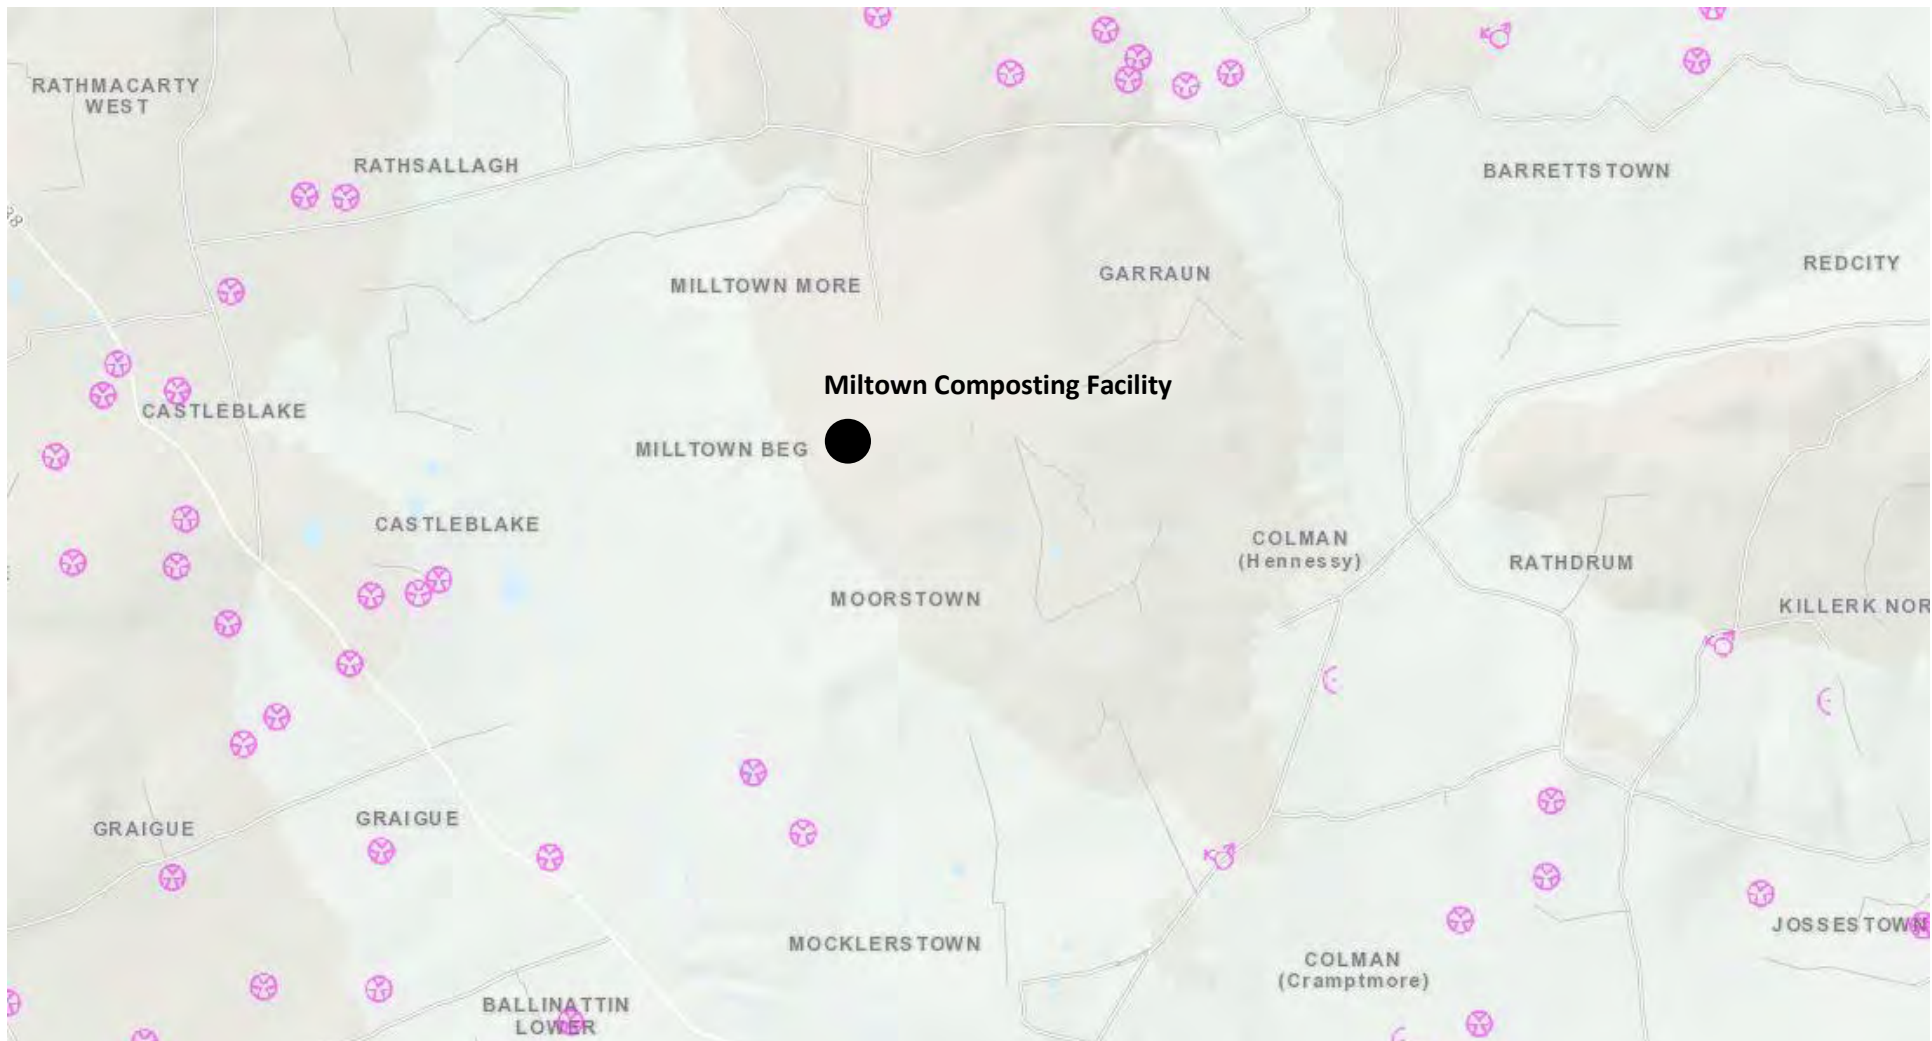 RATHMACARTY
WEST
RATHSALLAGH
BARRETTSTOWN
REDCITY
MILLTOWN MORE
GARRAUN
Miltown Composting Facility
CASTLEBLAKE
MILLTOWN BEG
CASTLEBLAKE
COLMAN
(Hennessy)
RATHDRUM
MOORSTOWN
KILLERK NOR
GRAIGUE
GRAIGUE
MOCKLERSTOWN
JOSSESTOWN
COLMAN
(Cramptmore)
BALLINATTIN
LOWER